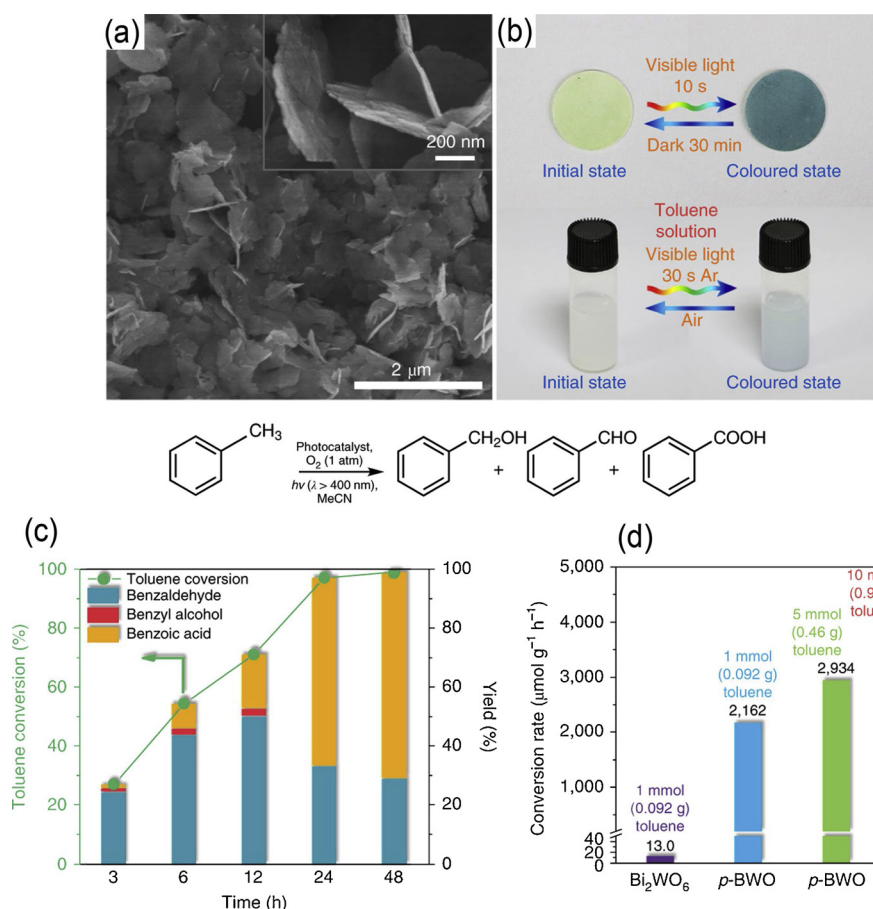 (a)
200 nm
2 μm
(b)
Visible light
10 s
Dark 30 min
Initial state
Coloured state
Toluene
solution
Visible light
30 s Ar
Air
Initial state
Coloured state
CH3
Photocatalyst,
O2 (1 atm)
hν (λ > 400 nm),
MeCN
CH2OH
+
CHO
+
COOH
(c)
Toluene coversion
Benzaldehyde
Benzyl alcohol
Benzoic acid
Toluene conversion (%)
100
80
60
40
20
0
100
80
60
40
20
0
Yield (%)
3 6 12 24 48
Time (h)
(d)
Conversion rate (μmol g⁻¹ h⁻¹)
5,000
4,000
3,000
2,000
1,000
40
20
0
1 mmol
(0.092 g)
toluene
13.0
1 mmol
(0.092 g)
toluene
2,162
5 mmol
(0.46 g)
toluene
2,934
10 m
(0.9
tolu
Bi2WO6 p-BWO p-BWO